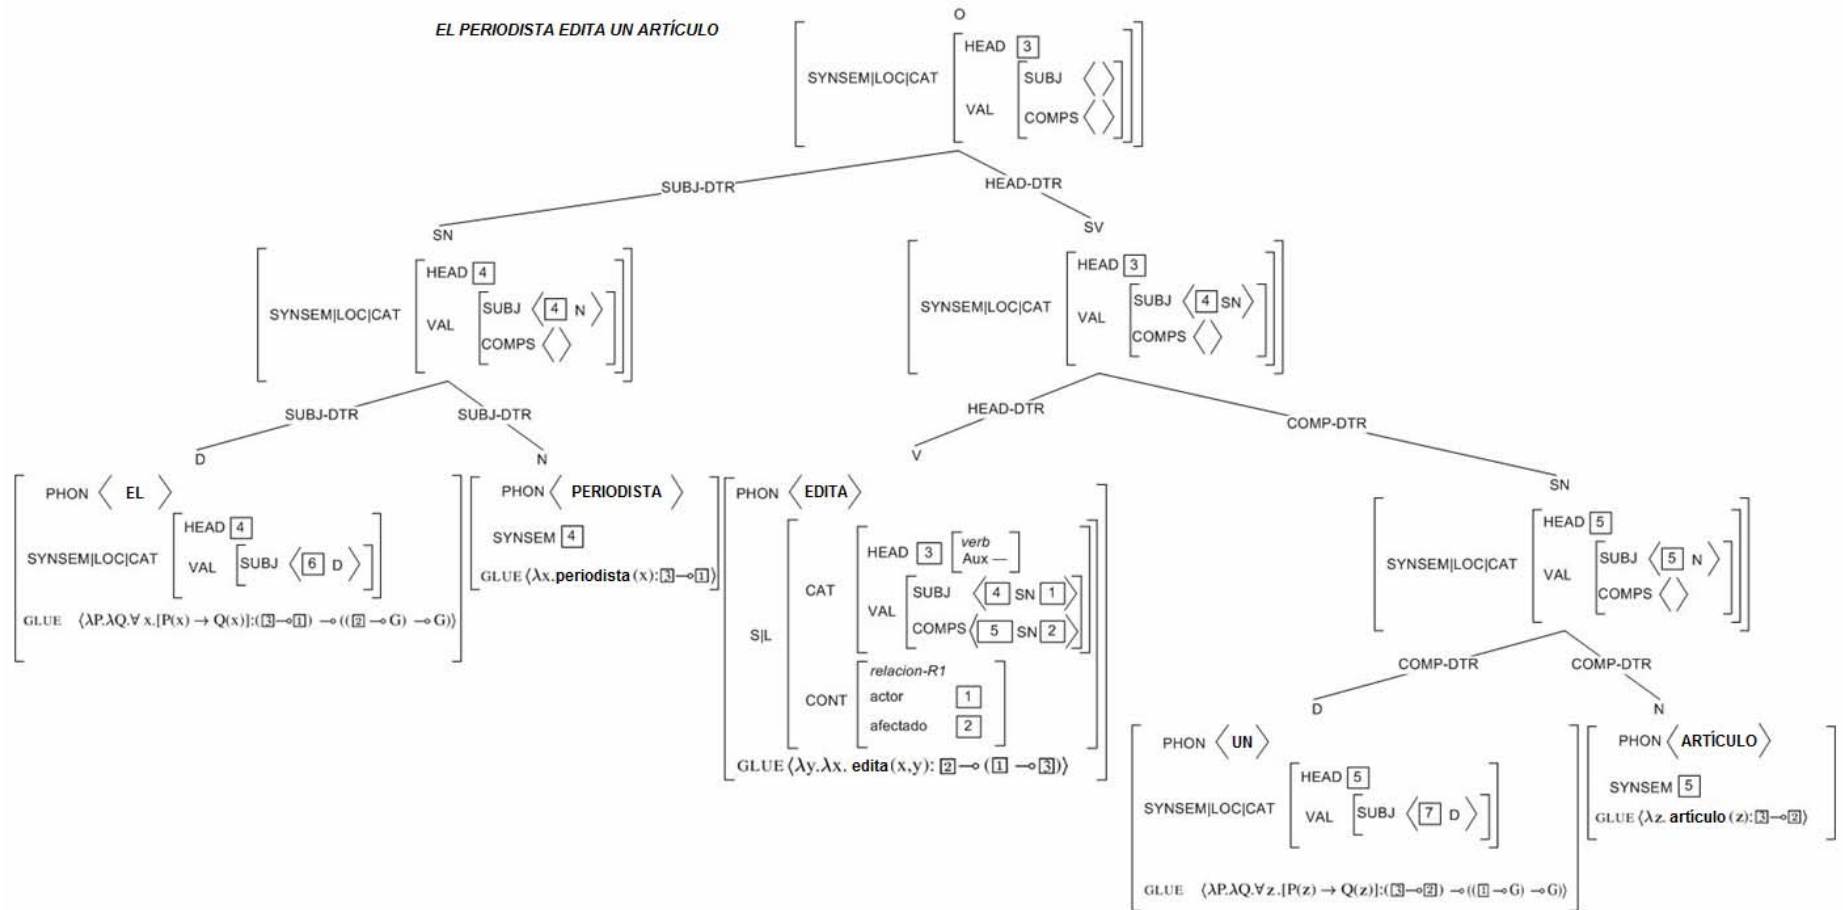 EL PERIODISTA EDITA UN ARTÍCULO
O
HEAD 3
SYNSEM|LOC|CAT
SUBJ 〈 〉
VAL
COMPS 〈 〉
SUBJ-DTR
HEAD-DTR
SN
HEAD 4
SYNSEM|LOC|CAT
SUBJ 〈 4 N 〉
VAL
COMPS 〈 〉
SV
HEAD 3
SYNSEM|LOC|CAT
SUBJ 〈 4 SN 〉
VAL
COMPS 〈 〉
SUBJ-DTR
SUBJ-DTR
HEAD-DTR
COMP-DTR
D
PHON 〈 EL 〉
HEAD 4
SYNSEM|LOC|CAT
VAL SUBJ 〈 6 D 〉
GLUE 〈λP.λQ.∀ x.[P(x) → Q(x)]:(3⊸1) ⊸((2 ⊸ G) ⊸ G)〉
N
PHON 〈 PERIODISTA 〉
SYNSEM 4
GLUE 〈λx.periodista (x):3⊸1〉
V
PHON 〈EDITA〉
HEAD 3 verb
Aux —
CAT
SUBJ 〈 4 SN 1 〉
VAL
COMPS 〈 5 SN 2 〉
S|L
relacion-R1
CONT actor 1
afectado 2
GLUE 〈λy.λx. edita (x,y): 2⊸ (1 ⊸3)〉
SN
HEAD 5
SYNSEM|LOC|CAT
SUBJ 〈 5 N 〉
VAL
COMPS 〈 〉
COMP-DTR
COMP-DTR
D
PHON 〈UN〉
HEAD 5
SYNSEM|LOC|CAT
VAL SUBJ 〈 7 D 〉
GLUE 〈λP.λQ.∀ z .[P(z) → Q(z)]:(3⊸2) ⊸((1 ⊸G) ⊸G)〉
N
PHON 〈ARTÍCULO〉
SYNSEM 5
GLUE 〈λz. artículo (z):3⊸2〉